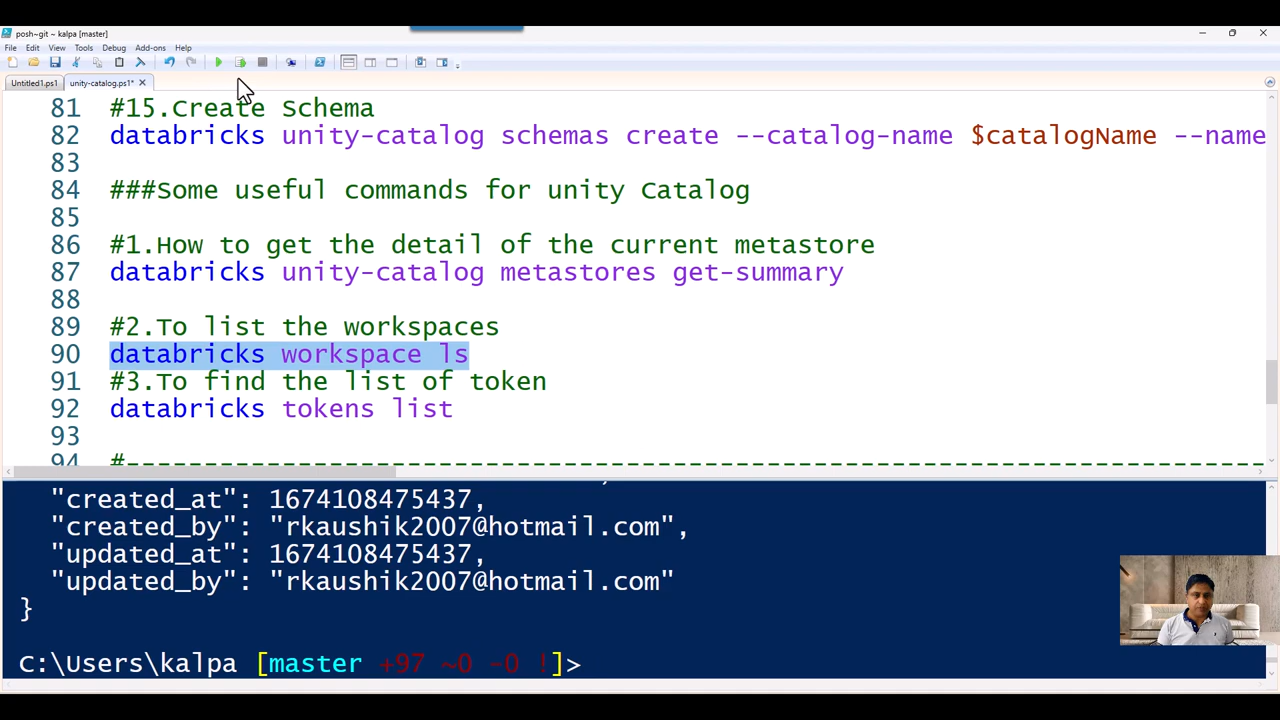 posh~git ~ kalpa [master]
File Edit View Tools Debug Add-ons Help
Untitled1.ps1 unity-catalog.ps1*
81 #15.Create Schema
82 databricks unity-catalog schemas create --catalog-name $catalogName --name
83
84 ###Some useful commands for unity Catalog
85
86 #1.How to get the detail of the current metastore
87 databricks unity-catalog metastores get-summary
88
89 #2.To list the workspaces
90 databricks workspace ls
91 #3.To find the list of token
92 databricks tokens list
93
94 #--------------------------------------------------------------------------
"created_at": 1674108475437,
"created_by": "rkaushik2007@hotmail.com",
"updated_at": 1674108475437,
"updated_by": "rkaushik2007@hotmail.com"
}
C:\Users\kalpa [master +97 ~0 -0 !]>